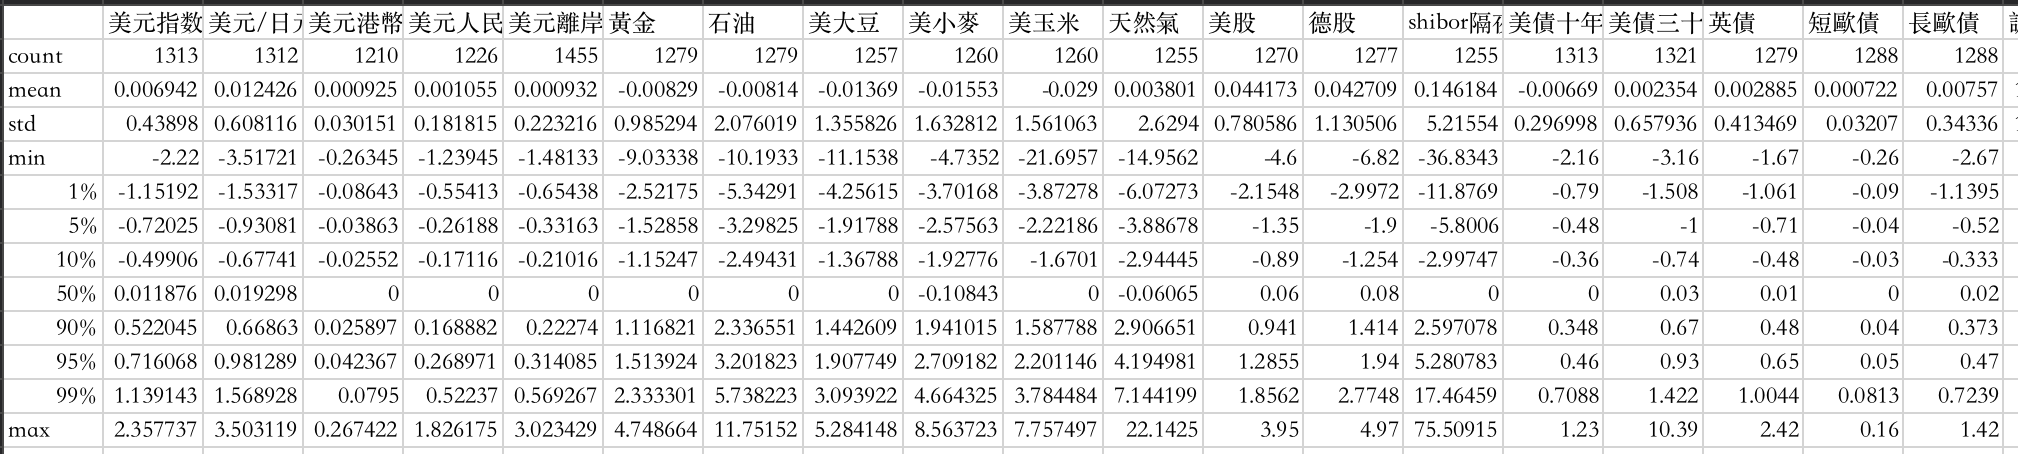 美元指数 美元/日 美元港幣 美元人民 美元離岸 黃金 石油 美大豆 美小麥 美玉米 天然氣 美股 德股 shibor隔 美債十年 美債三十 英債 短歐債 長歐債
count 1313 1312 1210 1226 1455 1279 1279 1257 1260 1260 1255 1270 1277 1255 1313 1321 1279 1288 1288
mean 0.006942 0.012426 0.000925 0.001055 0.000932 -0.00829 -0.00814 -0.01369 -0.01553 -0.029 0.003801 0.044173 0.042709 0.146184 -0.00669 0.002354 0.002885 0.000722 0.00757
std 0.43898 0.608116 0.030151 0.181815 0.223216 0.985294 2.076019 1.355826 1.632812 1.561063 2.6294 0.780586 1.130506 5.21554 0.296998 0.657936 0.413469 0.03207 0.34336
min -2.22 -3.51721 -0.26345 -1.23945 -1.48133 -9.03338 -10.1933 -11.1538 -4.7352 -21.6957 -14.9562 -4.6 -6.82 -36.8343 -2.16 -3.16 -1.67 -0.26 -2.67
1% -1.15192 -1.53317 -0.08643 -0.55413 -0.65438 -2.52175 -5.34291 -4.25615 -3.70168 -3.87278 -6.07273 -2.1548 -2.9972 -11.8769 -0.79 -1.508 -1.061 -0.09 -1.1395
5% -0.72025 -0.93081 -0.03863 -0.26188 -0.33163 -1.52858 -3.29825 -1.91788 -2.57563 -2.22186 -3.88678 -1.35 -1.9 -5.8006 -0.48 -1 -0.71 -0.04 -0.52
10% -0.49906 -0.67741 -0.02552 -0.17116 -0.21016 -1.15247 -2.49431 -1.36788 -1.92776 -1.6701 -2.94445 -0.89 -1.254 -2.99747 -0.36 -0.74 -0.48 -0.03 -0.333
50% 0.011876 0.019298 0 0 0 0 0 0 -0.10843 0 -0.06065 0.06 0.08 0 0 0.03 0.01 0 0.02
90% 0.522045 0.66863 0.025897 0.168882 0.22274 1.116821 2.336551 1.442609 1.941015 1.587788 2.906651 0.941 1.414 2.597078 0.348 0.67 0.48 0.04 0.373
95% 0.716068 0.981289 0.042367 0.268971 0.314085 1.513924 3.201823 1.907749 2.709182 2.201146 4.194981 1.2855 1.94 5.280783 0.46 0.93 0.65 0.05 0.47
99% 1.139143 1.568928 0.0795 0.52237 0.569267 2.333301 5.738223 3.093922 4.664325 3.784484 7.144199 1.8562 2.7748 17.46459 0.7088 1.422 1.0044 0.0813 0.7239
max 2.357737 3.503119 0.267422 1.826175 3.023429 4.748664 11.75152 5.284148 8.563723 7.757497 22.1425 3.95 4.97 75.50915 1.23 10.39 2.42 0.16 1.42